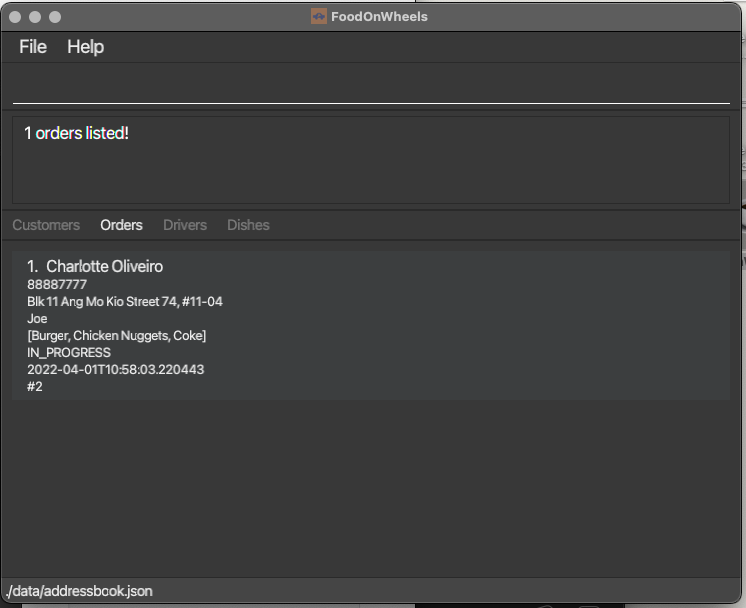 FoodOnWheels
File Help
1 orders listed!
Customers Orders Drivers Dishes
1. Charlotte Oliveiro
88887777
Blk 11 Ang Mo Kio Street 74, #11-04
Joe
[Burger, Chicken Nuggets, Coke]
IN_PROGRESS
2022-04-01T10:58:03.220443
#2
./data/addressbook.json